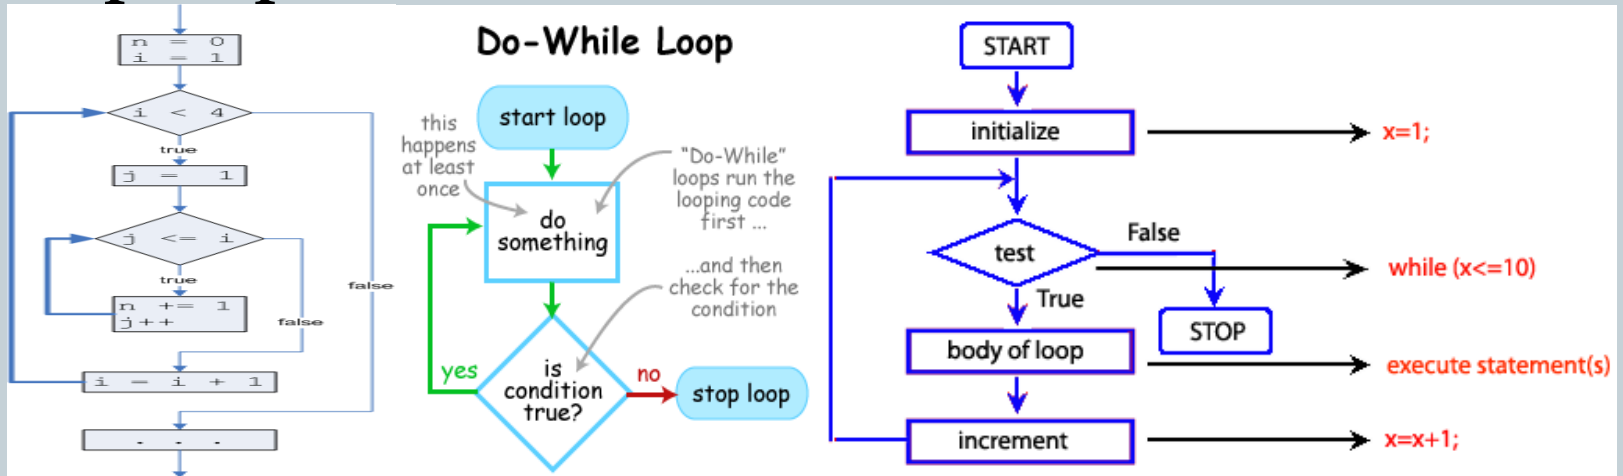 n = 0
i = 1
i < 4
true
j = 1
j <= i
true
n += 1
j++
false
false
i = i + 1
. . .
Do-While Loop
start loop
this
happens
at least
once
"Do-While"
loops run the
looping code
first ...
do
something
...and then
check for the
condition
is
condition
true?
yes
no
stop loop
START
initialize
x=1;
test
False
while (x<=10)
True
STOP
body of loop
execute statement(s)
increment
x=x+1;